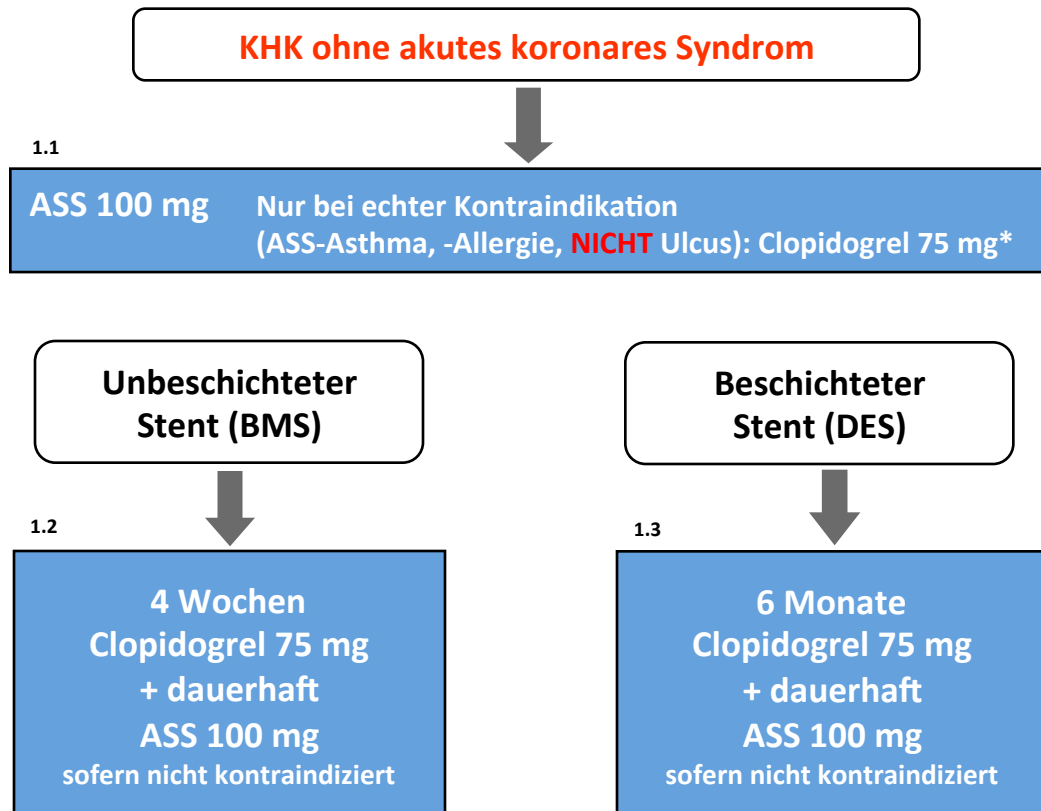 KHK ohne akutes koronares Syndrom
1.1
ASS 100 mg Nur bei echter Kontraindikation
(ASS-Asthma, -Allergie, NICHT Ulcus): Clopidogrel 75 mg*
Unbeschichteter
Stent (BMS)
1.2
4 Wochen
Clopidogrel 75 mg
+ dauerhaft
ASS 100 mg
sofern nicht kontraindiziert
Beschichteter
Stent (DES)
1.3
6 Monate
Clopidogrel 75 mg
+ dauerhaft
ASS 100 mg
sofern nicht kontraindiziert